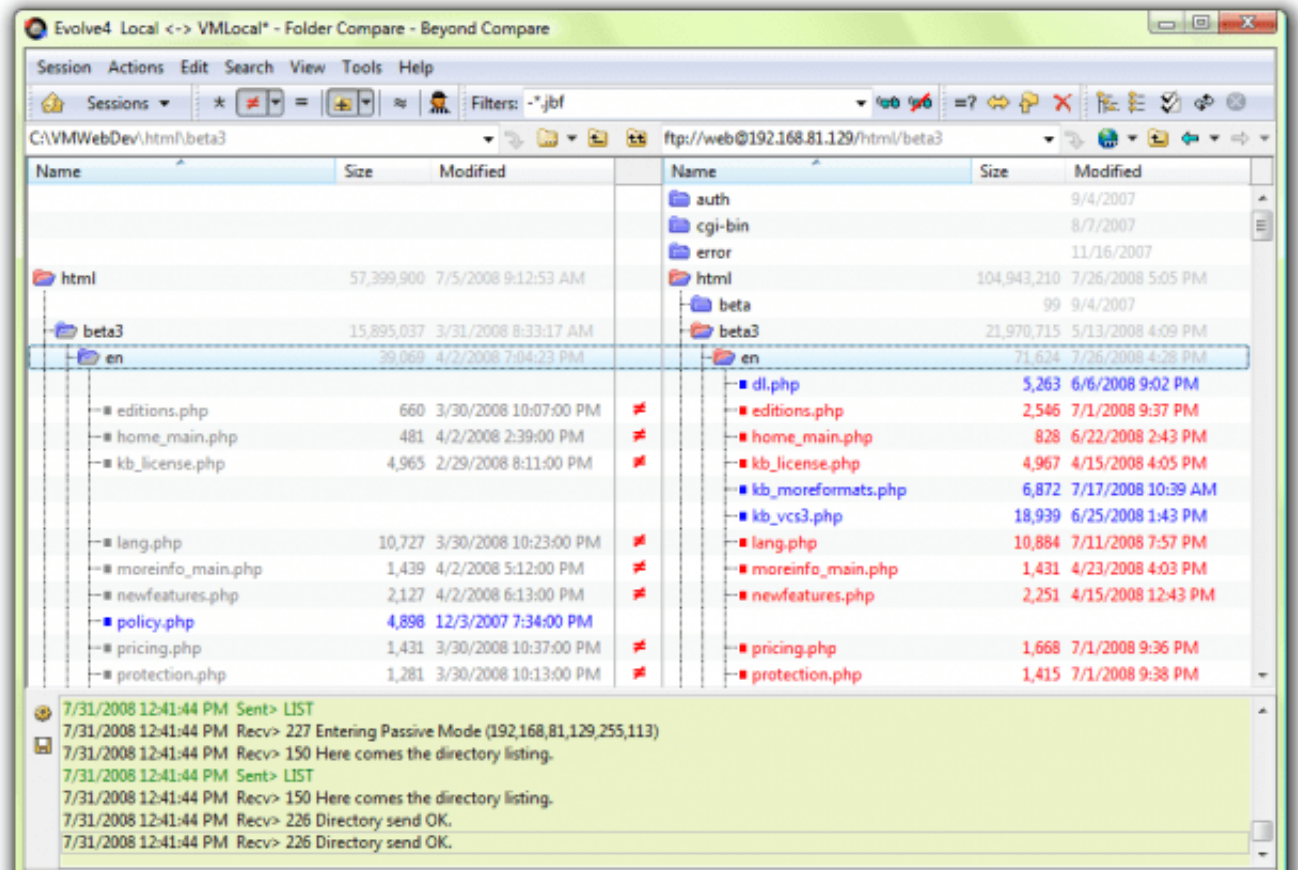 Evolve4 Local <-> VMLocal* - Folder Compare - Beyond Compare
Session Actions Edit Search View Tools Help
Sessions * ≠ = ≈ Filters: -*.jbf =?
C:\VMWebDev\html\beta3 ftp://web@192.168.81.129/html/beta3
Name Size Modified Name Size Modified
auth 9/4/2007
cgi-bin 8/7/2007
error 11/16/2007
html 57,399,900 7/5/2008 9:12:53 AM html 104,943,210 7/26/2008 5:05 PM
beta 99 9/4/2007
beta3 15,895,037 3/31/2008 8:33:17 AM beta3 21,970,715 5/13/2008 4:09 PM
en 39,069 4/2/2008 7:04:23 PM en 71,624 7/26/2008 4:28 PM
dl.php 5,263 6/6/2008 9:02 PM
editions.php 660 3/30/2008 10:07:00 PM ≠ editions.php 2,546 7/1/2008 9:37 PM
home_main.php 481 4/2/2008 2:39:00 PM ≠ home_main.php 828 6/22/2008 2:43 PM
kb_license.php 4,965 2/29/2008 8:11:00 PM ≠ kb_license.php 4,967 4/15/2008 4:05 PM
kb_moreformats.php 6,872 7/17/2008 10:39 AM
kb_vcs3.php 18,939 6/25/2008 1:43 PM
lang.php 10,727 3/30/2008 10:23:00 PM ≠ lang.php 10,884 7/11/2008 7:57 PM
moreinfo_main.php 1,439 4/2/2008 5:12:00 PM ≠ moreinfo_main.php 1,431 4/23/2008 4:03 PM
newfeatures.php 2,127 4/2/2008 6:13:00 PM ≠ newfeatures.php 2,251 4/15/2008 12:43 PM
policy.php 4,898 12/3/2007 7:34:00 PM
pricing.php 1,431 3/30/2008 10:37:00 PM ≠ pricing.php 1,668 7/1/2008 9:36 PM
protection.php 1,281 3/30/2008 10:13:00 PM ≠ protection.php 1,415 7/1/2008 9:38 PM
7/31/2008 12:41:44 PM Sent> LIST
7/31/2008 12:41:44 PM Recv> 227 Entering Passive Mode (192,168,81,129,255,113)
7/31/2008 12:41:44 PM Recv> 150 Here comes the directory listing.
7/31/2008 12:41:44 PM Sent> LIST
7/31/2008 12:41:44 PM Recv> 150 Here comes the directory listing.
7/31/2008 12:41:44 PM Recv> 226 Directory send OK.
7/31/2008 12:41:44 PM Recv> 226 Directory send OK.